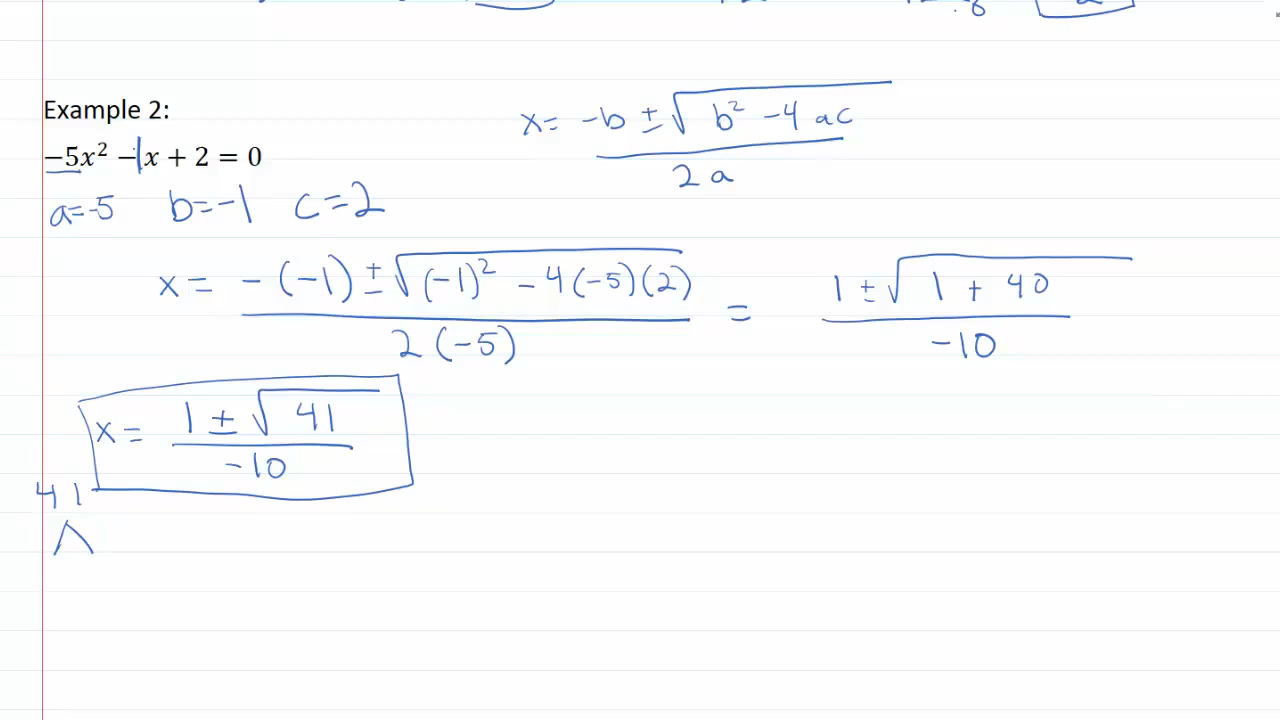 Example 2:
x = -b ± √(b² - 4ac) / 2a
−5x² −1x + 2 = 0
a=-5 b=-1 c=2
x = -(-1) ± √((-1)² - 4(-5)(2)) / 2(-5) = 1 ± √(1 + 40) / -10
x = 1 ± √41 / -10
41